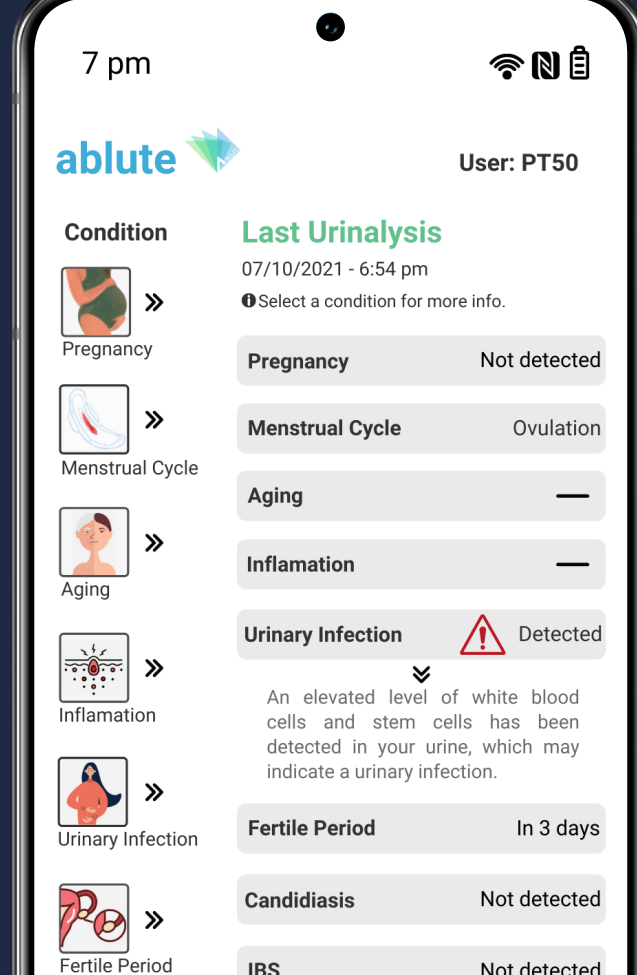 7 pm
ablute
User: PT50
Condition
Pregnancy
Menstrual Cycle
Aging
Inflamation
Urinary Infection
Fertile Period
Last Urinalysis
07/10/2021 - 6:54 pm
Select a condition for more info.
Pregnancy Not detected
Menstrual Cycle Ovulation
Aging —
Inflamation —
Urinary Infection Detected
An elevated level of white blood
cells and stem cells has been
detected in your urine, which may
indicate a urinary infection.
Fertile Period In 3 days
Candidiasis Not detected
IBS Not detected